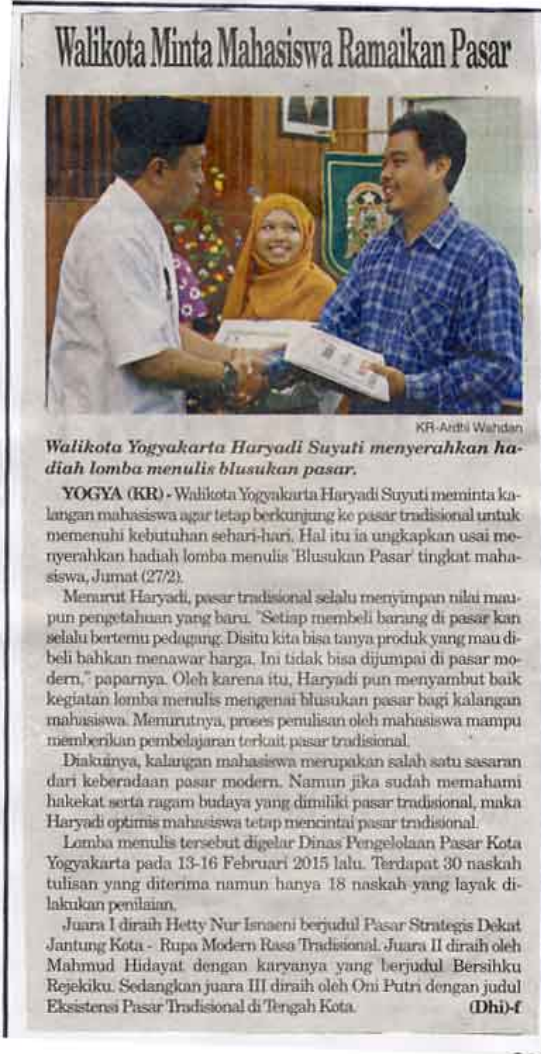 Walikota Minta Mahasiswa Ramaikan Pasar
KR-Ardhi Wahdan
Walikota Yogyakarta Haryadi Suyuti menyerahkan ha-
diah lomba menulis blusukan pasar.
YOGYA (KR) - Walikota Yogyakarta Haryadi Suyuti meminta ka-
langan mahasiswa agar tetap berkunjung ke pasar tradisional untuk
memenuhi kebutuhan sehari-hari. Hal itu ia ungkapkan usai me-
nyerahkan hadiah lomba menulis 'Blusukan Pasar' tingkat maha-
siswa, Jumat (27/2).
Menurut Haryadi, pasar tradisional selalu menyimpan nilai mau-
pun pengetahuan yang baru. "Setiap membeli barang di pasar kan
selalu bertemu pedagang. Disitu kita bisa tanya produk yang mau di-
beli bahkan menawar harga. Ini tidak bisa dijumpai di pasar mo-
dern," paparnya. Oleh karena itu, Haryadi pun menyambut baik
kegiatan lomba menulis mengenai blusukan pasar bagi kalangan
mahasiswa. Menurutnya, proses penulisan oleh mahasiswa mampu
memberikan pembelajaran terkait pasar tradisional.
Diakuinya, kalangan mahasiswa merupakan salah satu sasaran
dari keberadaan pasar modern. Namun jika sudah memahami
hakekat serta ragam budaya yang dimiliki pasar tradisional, maka
Haryadi optimis mahasiswa tetap mencintai pasar tradisional.
Lomba menulis tersebut digelar Dinas Pengelolaan Pasar Kota
Yogyakarta pada 13-16 Februari 2015 lalu. Terdapat 30 naskah
tulisan yang diterima namun hanya 18 naskah yang layak di-
lakukan penilaian.
Juara I diraih Hetty Nur Isnaeni berjudul Pasar Strategis Dekat
Jantung Kota - Rupa Modern Rasa Tradisional. Juara II diraih oleh
Mahmud Hidayat dengan karyanya yang berjudul Bersihku
Rejekiku. Sedangkan juara III diraih oleh Oni Putri dengan judul
Eksistensi Pasar Tradisional di Tengah Kota. (Dhi)-f